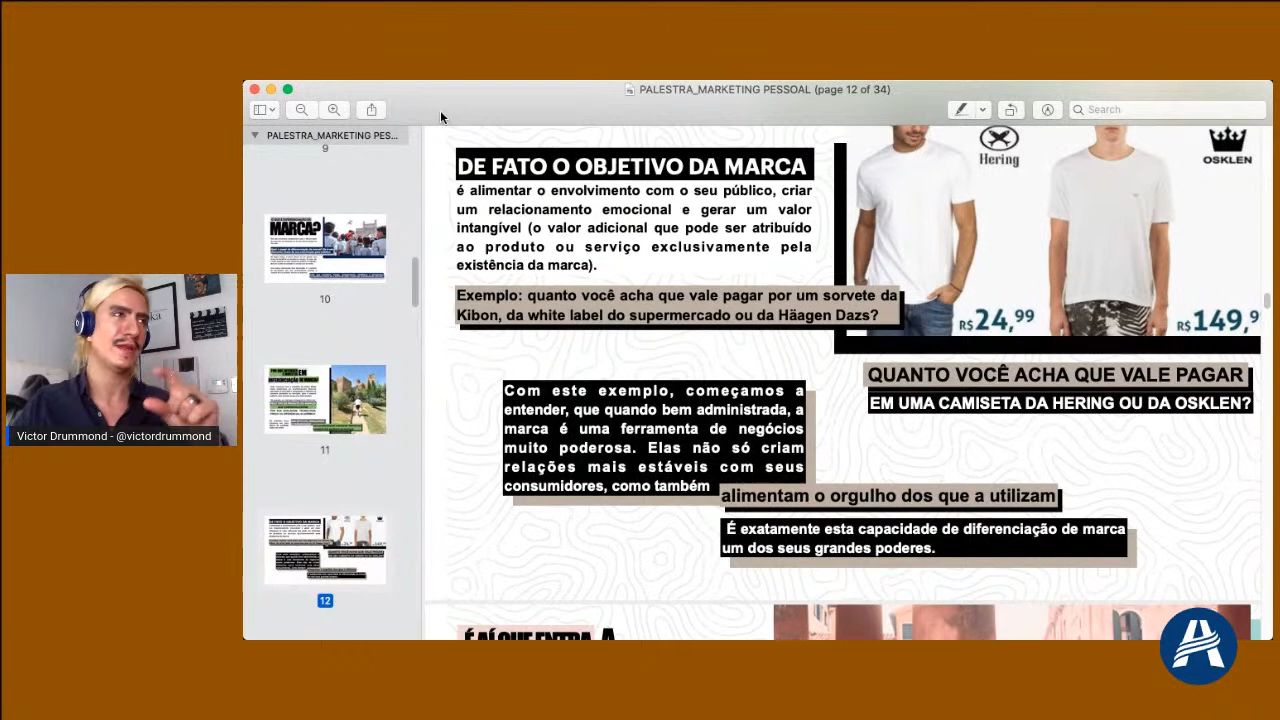 PALESTRA_MARKETING PESSOAL (page 12 of 34)
Search
PALESTRA_MARKETING PES...
9
MARCA?
10
11
12
DE FATO O OBJETIVO DA MARCA
é alimentar o envolvimento com o seu público, criar
um relacionamento emocional e gerar um valor
intangível (o valor adicional que pode ser atribuído
ao produto ou serviço exclusivamente pela
existência da marca).
Exemplo: quanto você acha que vale pagar por um sorvete da
Kibon, da white label do supermercado ou da Häagen Dazs?
Hering
OSKLEN
R$24,99
R$149,9
QUANTO VOCÊ ACHA QUE VALE PAGAR
EM UMA CAMISETA DA HERING OU DA OSKLEN?
Com este exemplo, começamos a
entender, que quando bem administrada, a
marca é uma ferramenta de negócios
muito poderosa. Elas não só criam
relações mais estáveis com seus
consumidores, como também
alimentam o orgulho dos que a utilizam
É exatamente esta capacidade de diferenciação de marca
um dos seus grandes poderes.
É AÍ QUE ENTRA A
Victor Drummond - @victordrummond